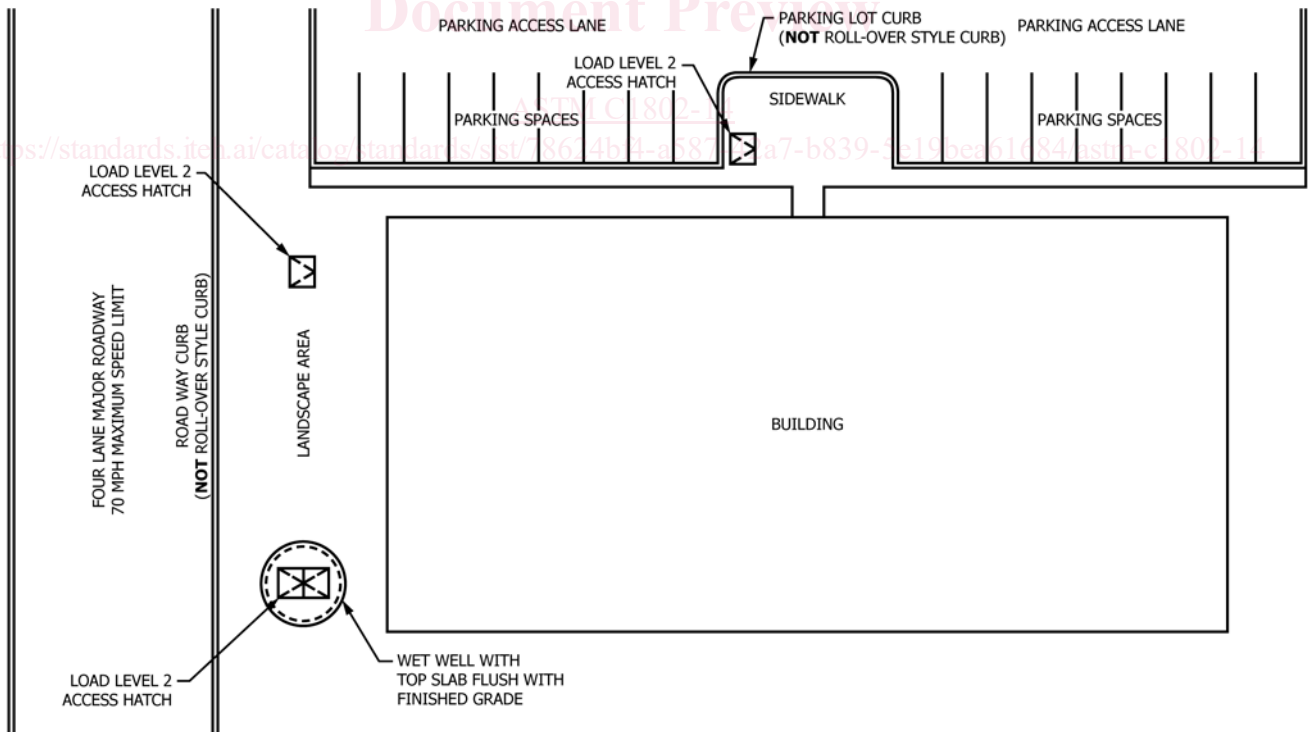 Document Preview
PARKING ACCESS LANE
PARKING LOT CURB
(NOT ROLL-OVER STYLE CURB)
PARKING ACCESS LANE
LOAD LEVEL 2
ACCESS HATCH
SIDEWALK
ASTM C1802-14
PARKING SPACES
PARKING SPACES
LOAD LEVEL 2
ACCESS HATCH
FOUR LANE MAJOR ROADWAY
70 MPH MAXIMUM SPEED LIMIT
ROAD WAY CURB
(NOT ROLL-OVER STYLE CURB)
LANDSCAPE AREA
BUILDING
WET WELL WITH
TOP SLAB FLUSH WITH
FINISHED GRADE
LOAD LEVEL 2
ACCESS HATCH